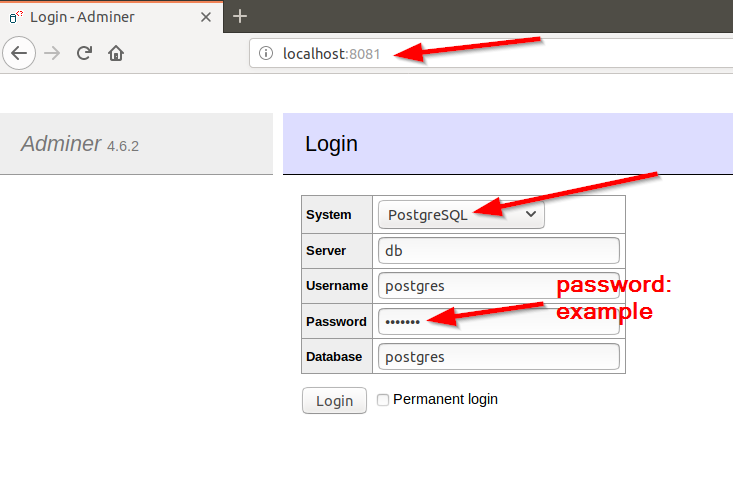 Login - Adminer
localhost:8081
Adminer 4.6.2
Login
System PostgreSQL
Server db
Username postgres
password:
example
Password •••••••
Database postgres
Login Permanent login